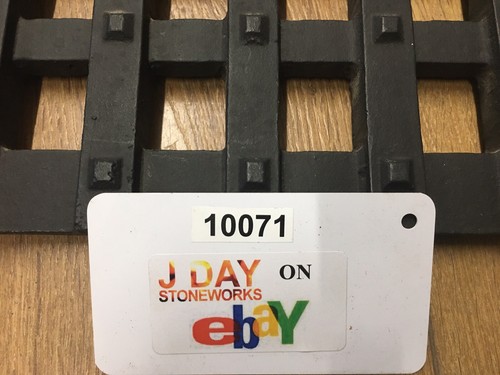 10071
J DAY ON
STONEWORKS
ebaY